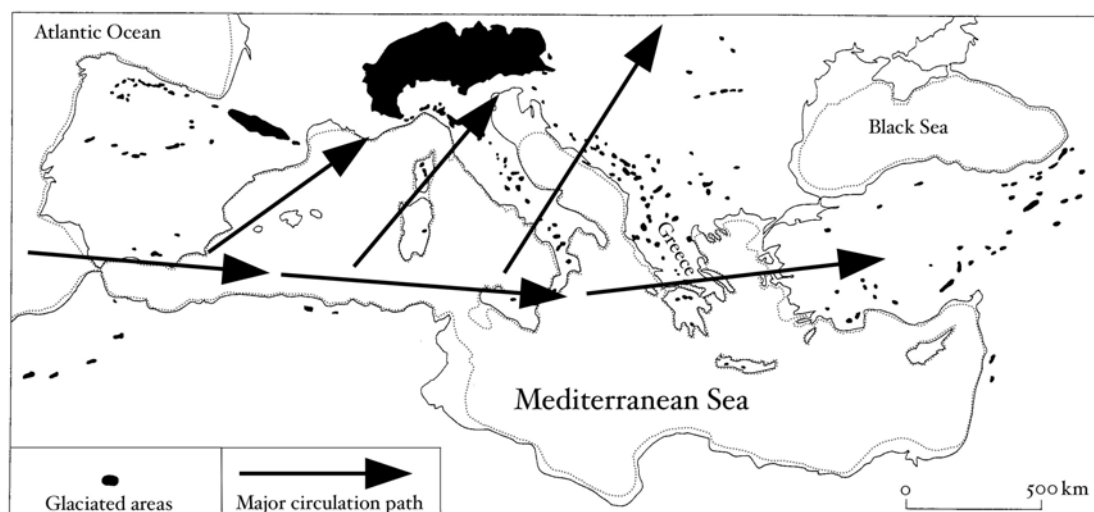 Atlantic Ocean
Black Sea
Greece
Mediterranean Sea
Glaciated areas
Major circulation path
0 500 km